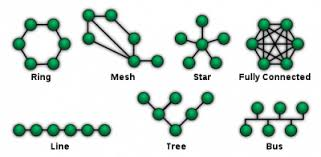 Ring
Mesh
Star
Fully Connected
Line
Tree
Bus